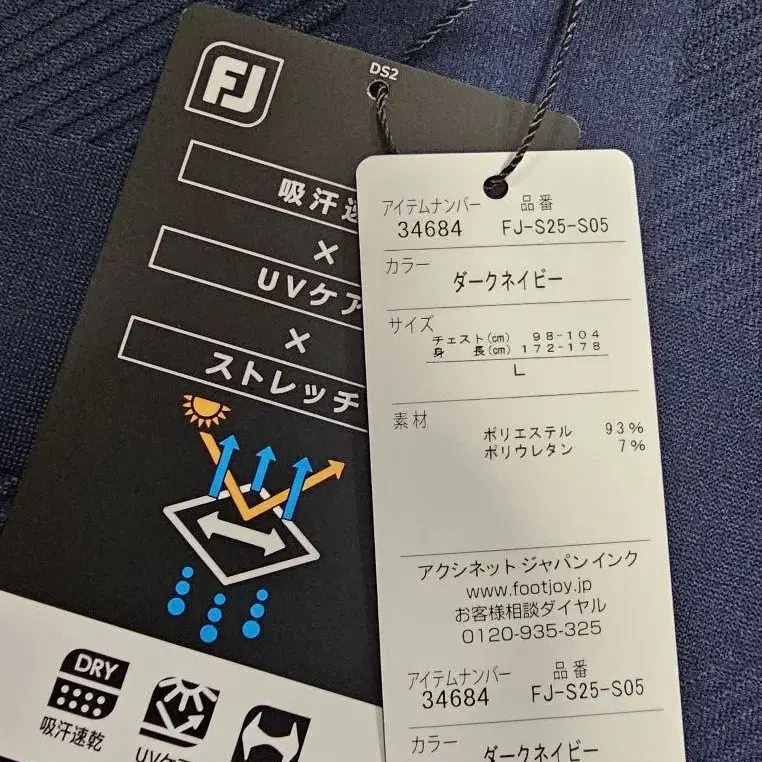 FJ
DS2
吸汗速
×
UVケア
×
ストレッチ
DRY
吸汗速乾
UVケ
アイテムナンバー 品番
34684 FJ-S25-S05
カラー
ダークネイビー
サイズ
チェスト(cm) 98-104
身長(cm) 172-178
L
素材
ポリエステル 93%
ポリウレタン 7%
アクシネット ジャパン インク
www.footjoy.jp
お客様相談ダイヤル
0120-935-325
アイテムナンバー 品番
34684 FJ-S25-S05
カラー
ダークネイビー